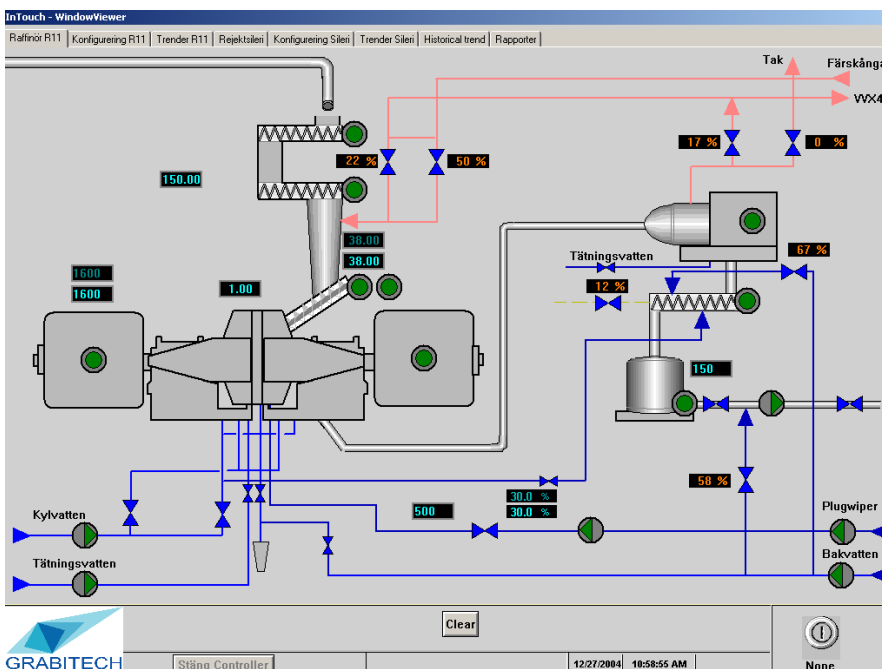 InTouch - WindowViewer
Raffinör R11 Konfigurering R11 Trender R11 Rejektsileri Konfigurering Sileri Trender Sileri Historical trend Rapporter
Tak
Färskånga
VVX4
17 %
0 %
22 %
50 %
150.00
38.00
38.00
67 %
Tätningsvatten
12 %
1600
1600
1.00
150
58 %
30.0 %
30.0 %
500
Kylvatten
Plugwiper
Bakvatten
Tätningsvatten
Clear
GRABITECH
Stäng Controller
12/27/2004 10:58:55 AM
None